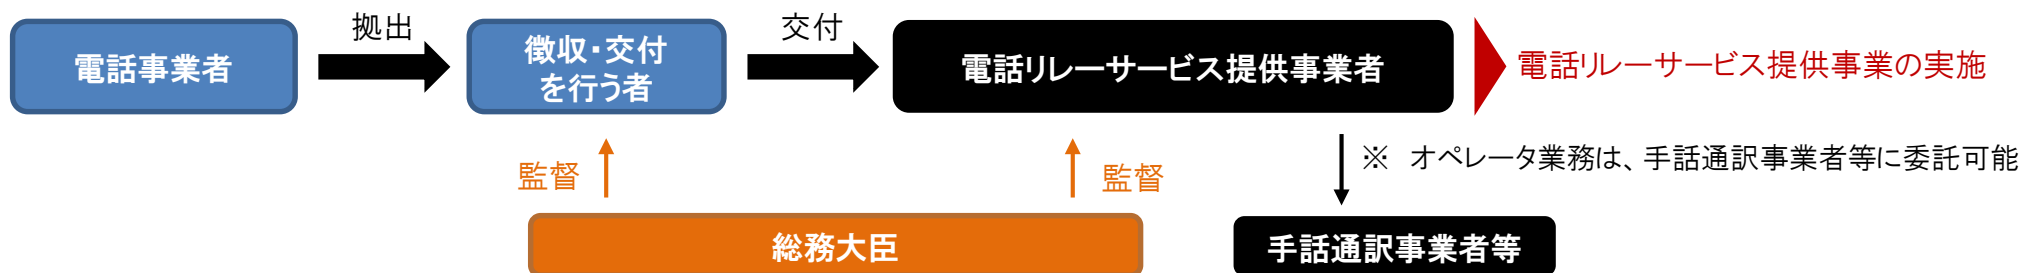 拠出
交付
電話事業者
徴収・交付
を行う者
電話リレーサービス提供事業者
電話リレーサービス提供事業の実施
※　オペレータ業務は、手話通訳事業者等に委託可能
監督
監督
総務大臣
手話通訳事業者等